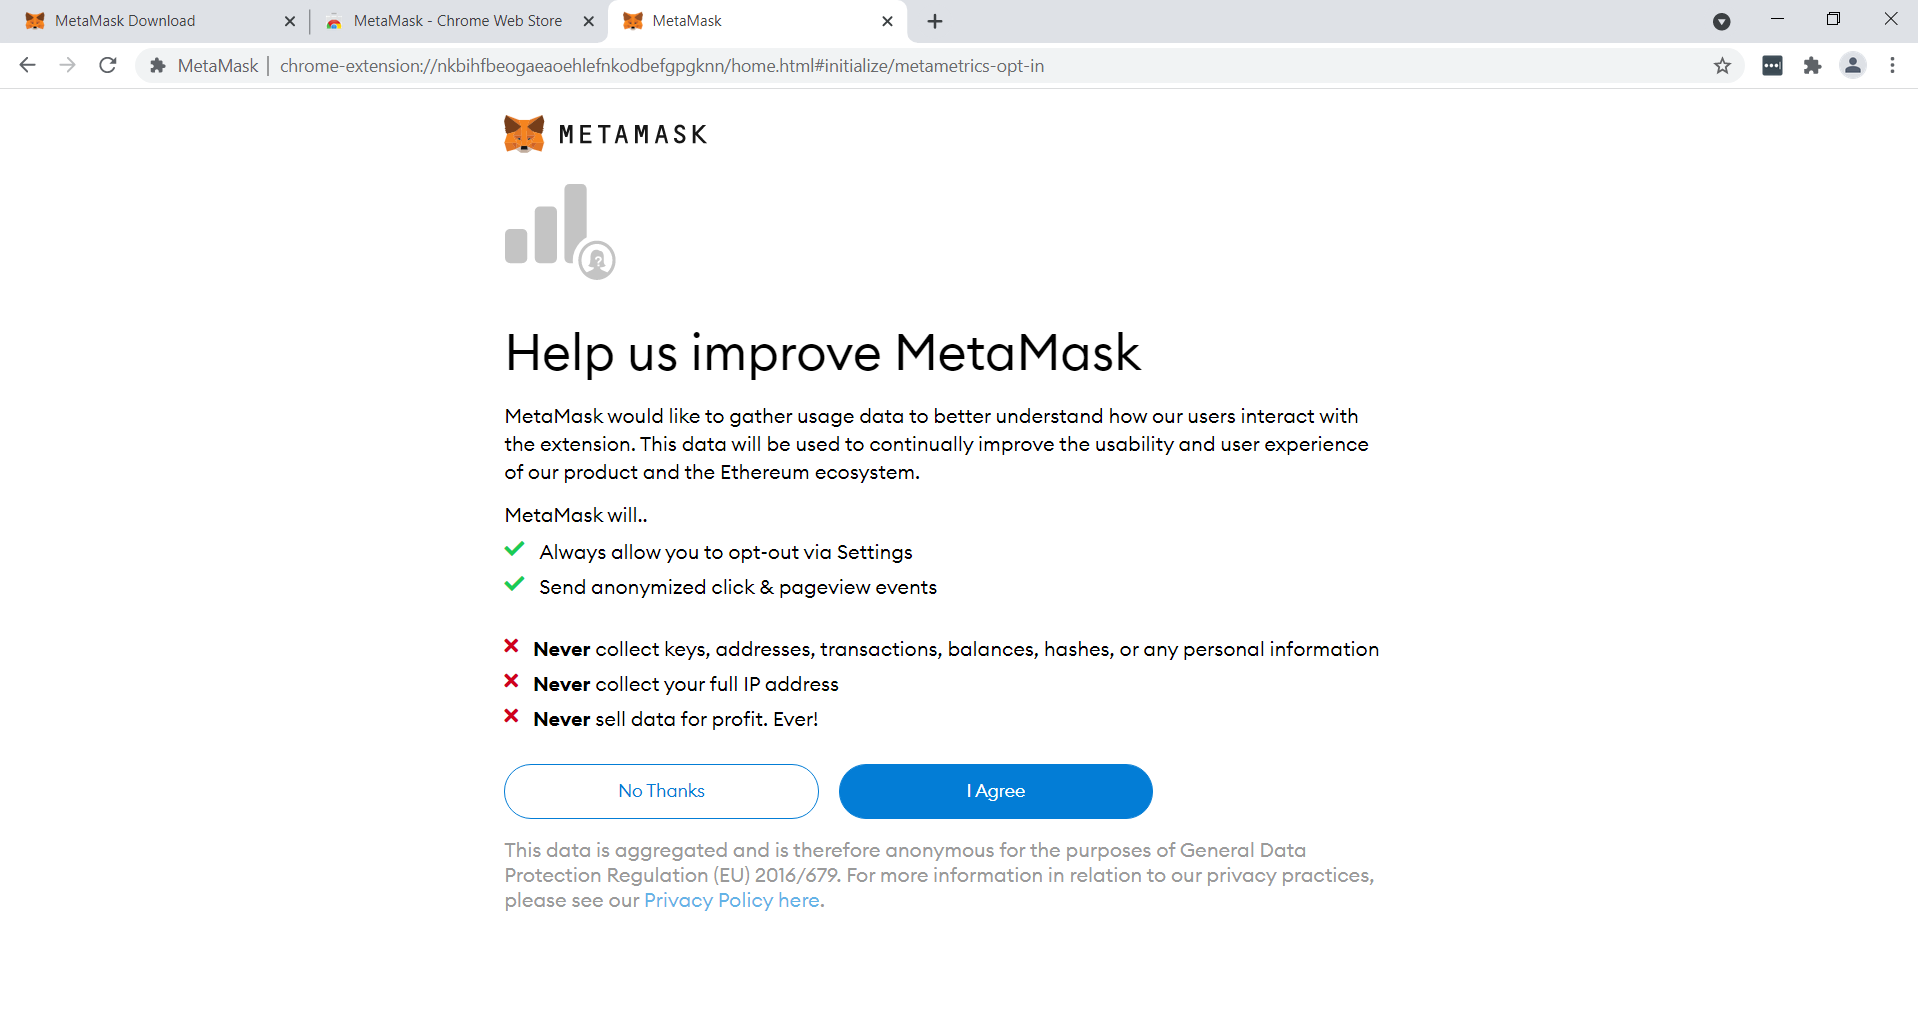 MetaMask Download
MetaMask - Chrome Web Store
MetaMask
MetaMask | chrome-extension://nkbihfbeogaeaoehlefnkodbefgpgknn/home.html#initialize/metametrics-opt-in
METAMASK
?
Help us improve MetaMask
MetaMask would like to gather usage data to better understand how our users interact with
the extension. This data will be used to continually improve the usability and user experience
of our product and the Ethereum ecosystem.
MetaMask will..
Always allow you to opt-out via Settings
Send anonymized click & pageview events
Never collect keys, addresses, transactions, balances, hashes, or any personal information
Never collect your full IP address
Never sell data for profit. Ever!
No Thanks
I Agree
This data is aggregated and is therefore anonymous for the purposes of General Data
Protection Regulation (EU) 2016/679. For more information in relation to our privacy practices,
please see our Privacy Policy here.